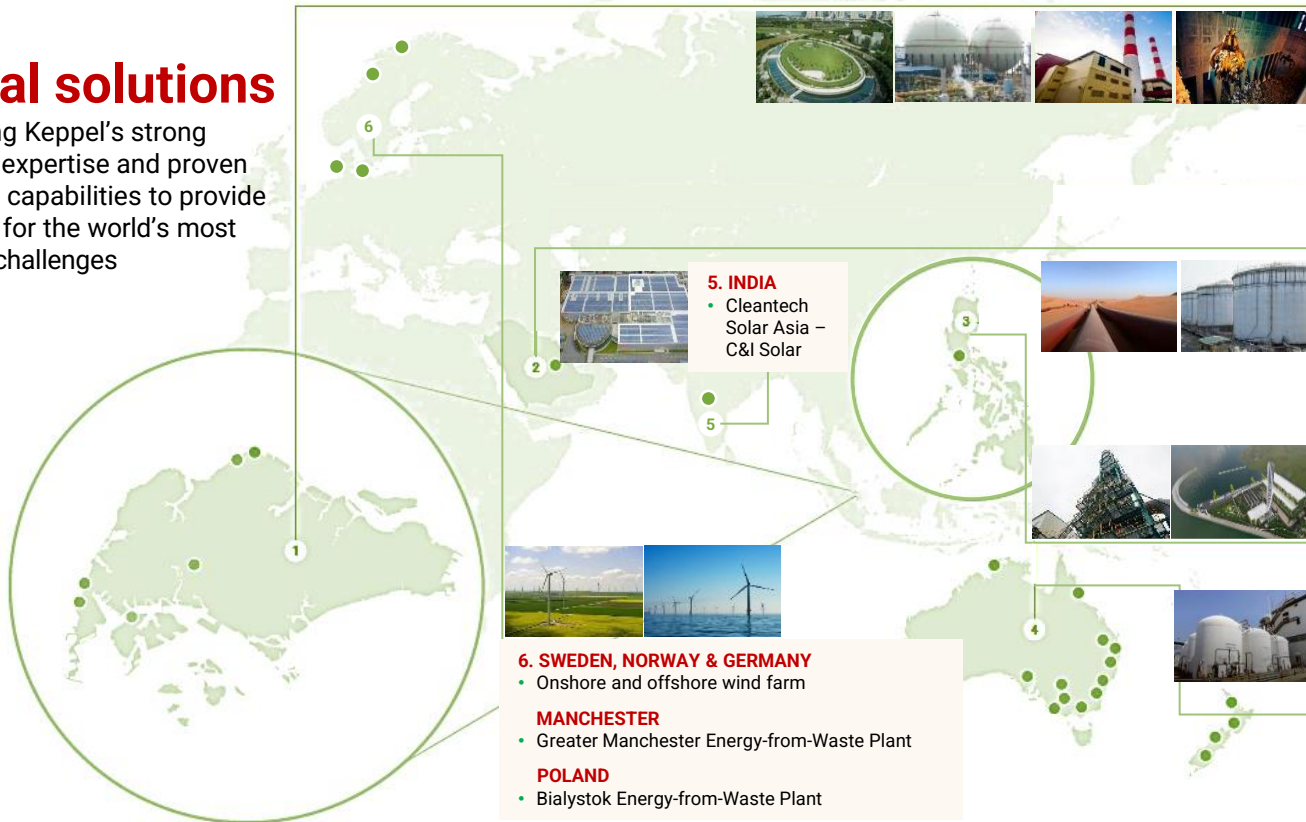 al solutions
ng Keppel's strong
expertise and proven
capabilities to provide
for the world's most
challenges
6
5. INDIA
• Cleantech
Solar Asia –
C&I Solar
3
2
5
1
4
6. SWEDEN, NORWAY & GERMANY
• Onshore and offshore wind farm
MANCHESTER
• Greater Manchester Energy-from-Waste Plant
POLAND
• Bialystok Energy-from-Waste Plant